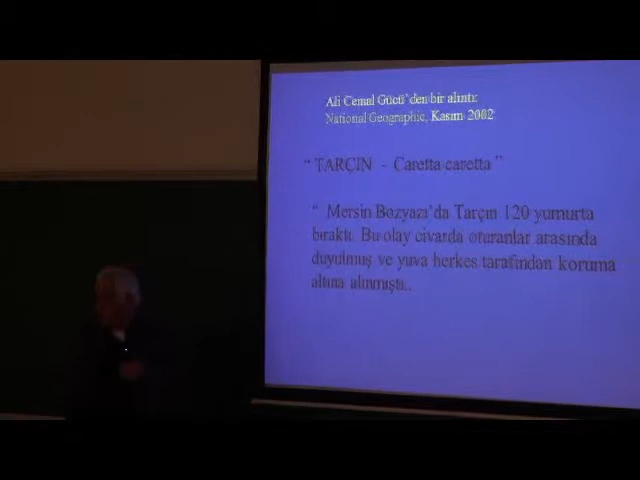 Ali Cemal Gücü'den bir alıntı:
National Geographic, Kasım 2002
“ TARÇIN - Caretta caretta ”
“ Mersin Bozyazı'da Tarçın 120 yumurta
bıraktı. Bu olay civarda oturanlar arasında
duyulmuş ve yuva herkes tarafından koruma
altına alınmıştı..